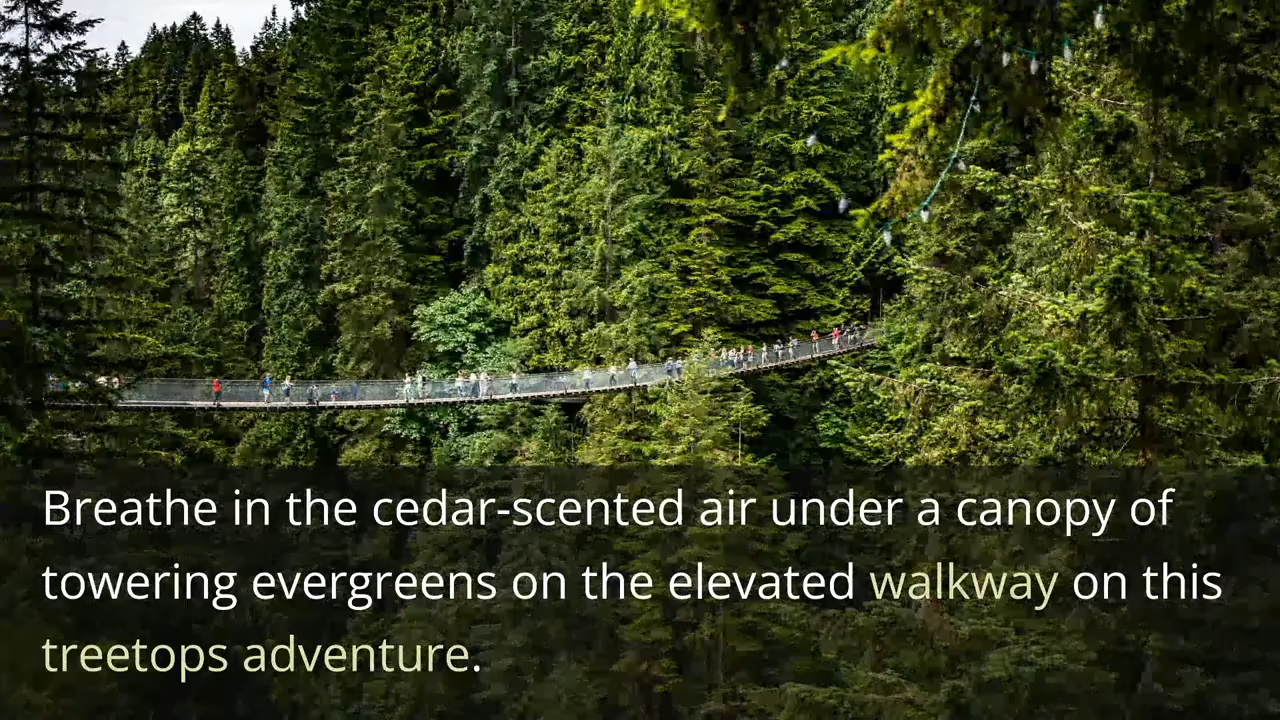 Breathe in the cedar-scented air under a canopy of
towering evergreens on the elevated walkway on this
treetops adventure.